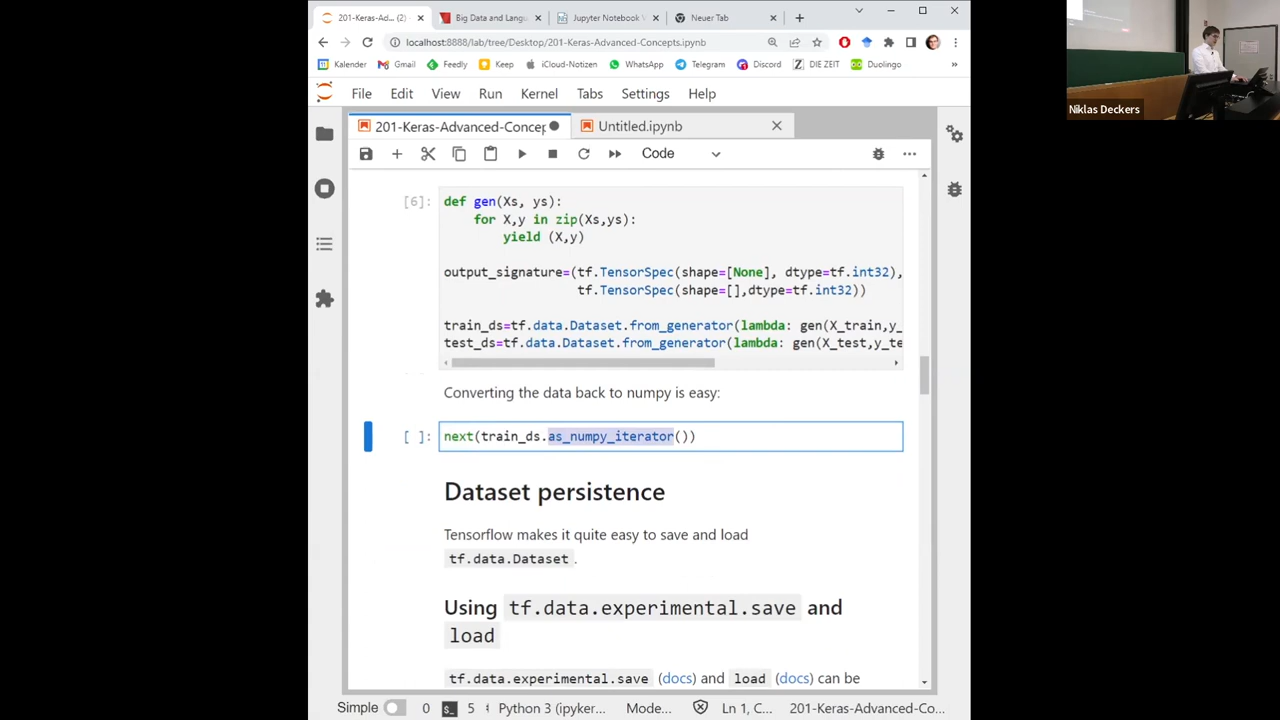 201-Keras-Ad... (2)
Big Data and Langu
Jupyter Notebook V
Neuer Tab
localhost:8888/lab/tree/Desktop/201-Keras-Advanced-Concepts.ipynb
Kalender
Gmail
Feedly
Keep
iCloud-Notizen
WhatsApp
Telegram
Discord
DIE ZEIT
Duolingo
»
File Edit View Run Kernel Tabs Settings Help
201-Keras-Advanced-Concep
Untitled.ipynb
Code
[6]:
def gen(Xs, ys):
for X,y in zip(Xs,ys):
yield (X,y)
output_signature=(tf.TensorSpec(shape=[None], dtype=tf.int32),
tf.TensorSpec(shape=[],dtype=tf.int32))
train_ds=tf.data.Dataset.from_generator(lambda: gen(X_train,y_
test_ds=tf.data.Dataset.from_generator(lambda: gen(X_test,y_te
Converting the data back to numpy is easy:
[ ]:
next(train_ds.as_numpy_iterator())
Dataset persistence
Tensorflow makes it quite easy to save and load
tf.data.Dataset .
Using tf.data.experimental.save and
load
tf.data.experimental.save (docs) and load (docs) can be
Simple 0 $_ 5 Python 3 (ipyker... Mode... Ln 1, C... 201-Keras-Advanced-Co...
Niklas Deckers